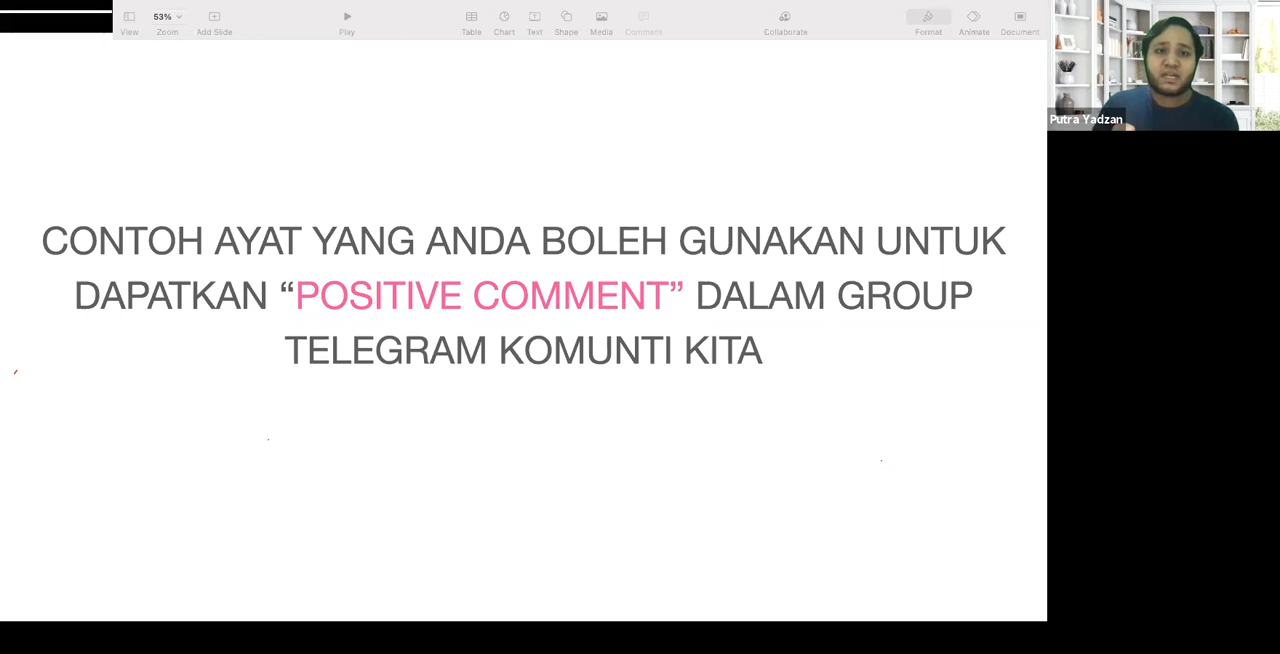 53%
View
Zoom
Add Slide
Play
Table
Chart
Text
Shape
Media
Comment
Collaborate
Format
Animate
Document
Putra Yadzan
CONTOH AYAT YANG ANDA BOLEH GUNAKAN UNTUK
DAPATKAN “POSITIVE COMMENT” DALAM GROUP
TELEGRAM KOMUNTI KITA